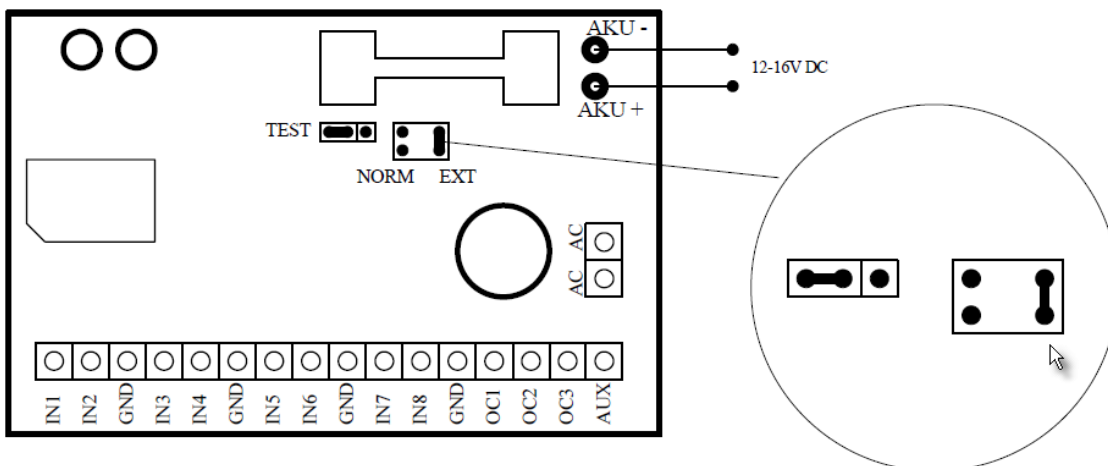 AKU -
12-16V DC
AKU +
TEST
NORM EXT
AC
AC
IN1 IN2 GND IN3 IN4 GND IN5 IN6 GND IN7 IN8 GND OC1 OC2 OC3 AUX